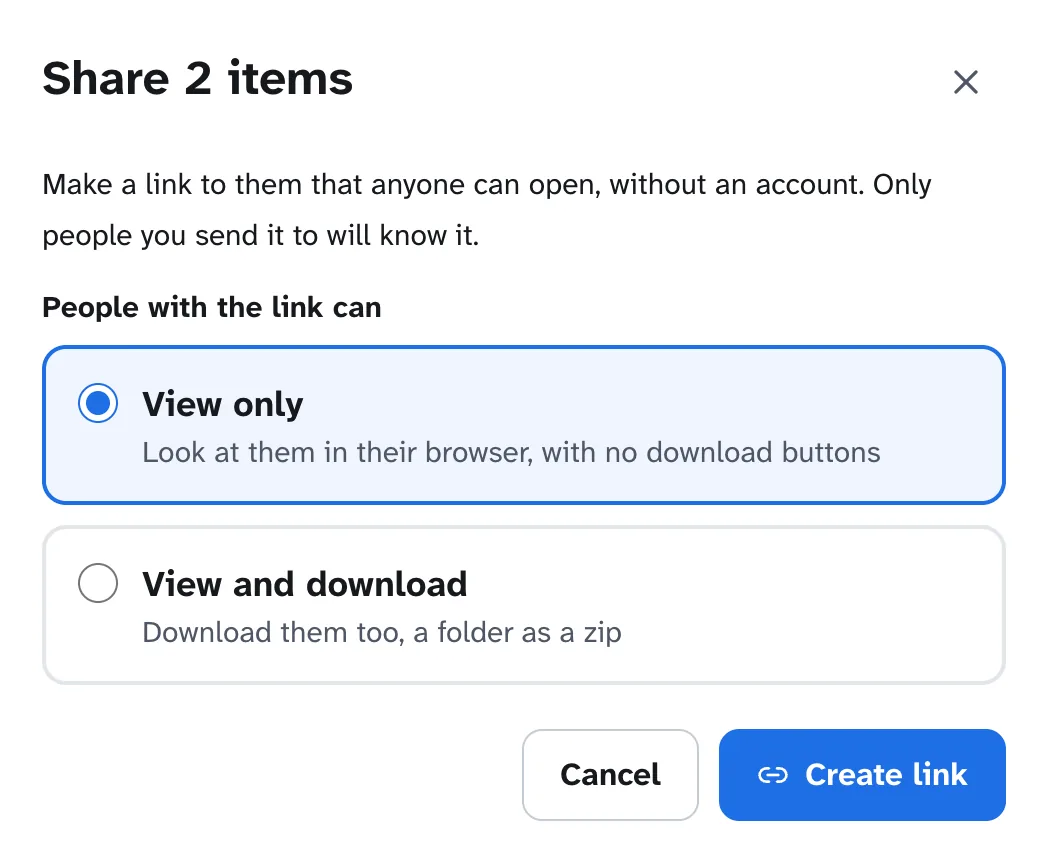 Share 2 items
Make a link to them that anyone can open, without an account. Only
people you send it to will know it.
People with the link can
View only
Look at them in their browser, with no download buttons
View and download
Download them too, a folder as a zip
Cancel
Create link